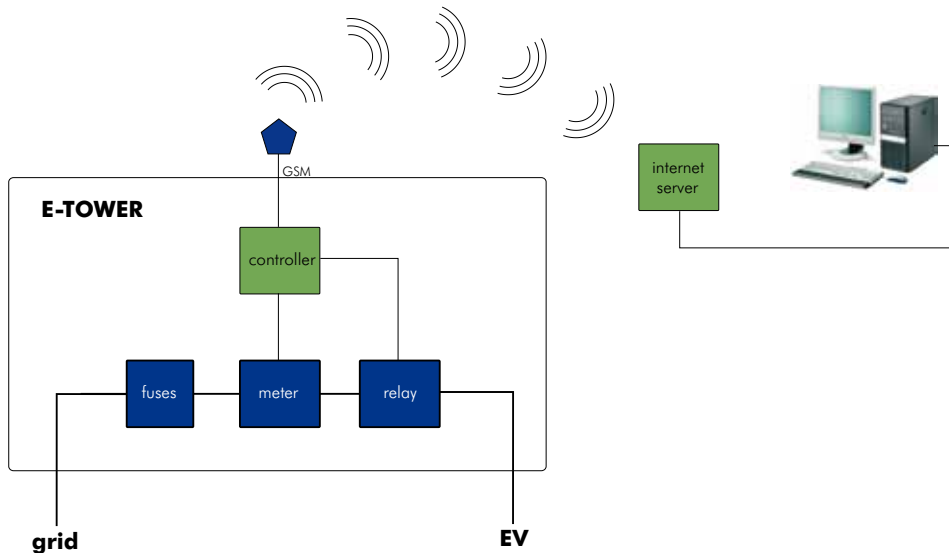 GSM
E-TOWER
internet
server
controller
fuses
meter
relay
grid
EV